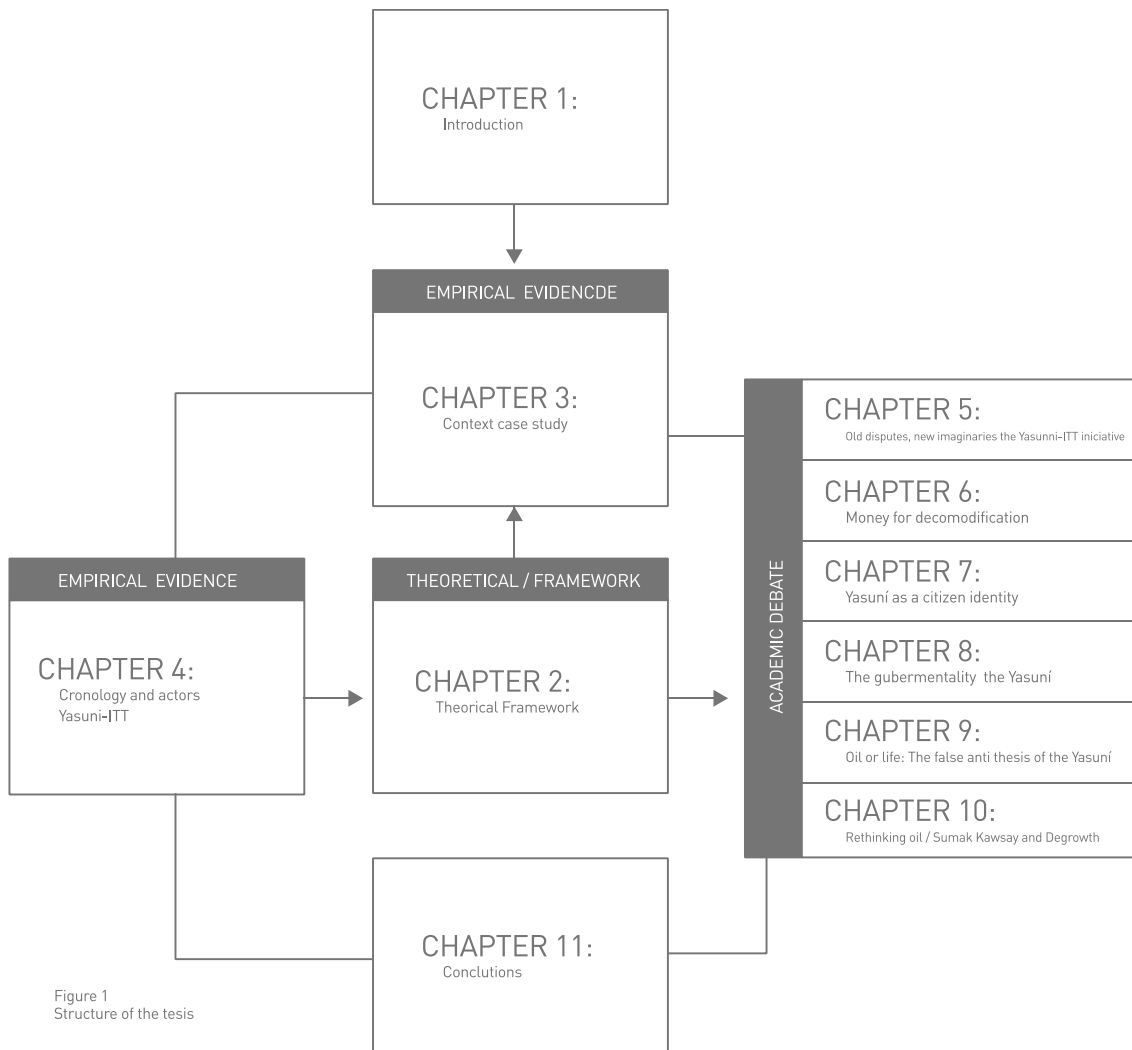 CHAPTER 1:
Introduction
EMPIRICAL EVIDENCDE
CHAPTER 3:
Context case study
EMPIRICAL EVIDENCE
CHAPTER 4:
Cronology and actors
Yasuni-ITT
THEORETICAL / FRAMEWORK
CHAPTER 2:
Theorical Framework
ACADEMIC DEBATE
CHAPTER 5:
Old disputes, new imaginaries the Yasunni-ITT iniciative
CHAPTER 6:
Money for decomodification
CHAPTER 7:
Yasuní as a citizen identity
CHAPTER 8:
The gubermentality the Yasuní
CHAPTER 9:
Oil or life: The false anti thesis of the Yasuní
CHAPTER 10:
Rethinking oil / Sumak Kawsay and Degrowth
CHAPTER 11:
Conclutions
Figure 1
Structure of the tesis